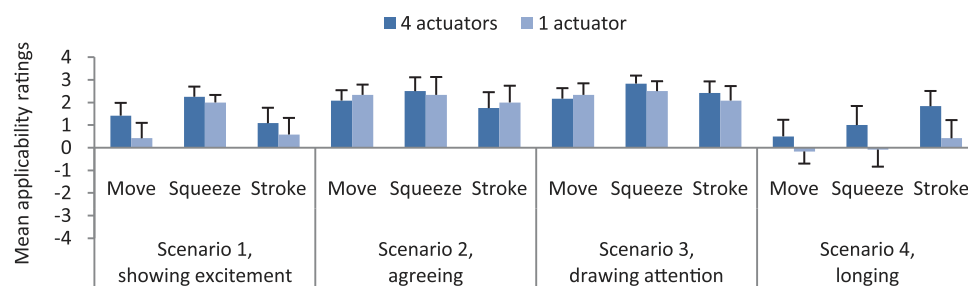 4 actuators 1 actuator
Mean applicability ratings
4
3
2
1
0
-1
-2
-3
-4
Move Squeeze Stroke Move Squeeze Stroke Move Squeeze Stroke Move Squeeze Stroke
Scenario 1, Scenario 2, Scenario 3, Scenario 4,
showing excitement agreeing drawing attention longing